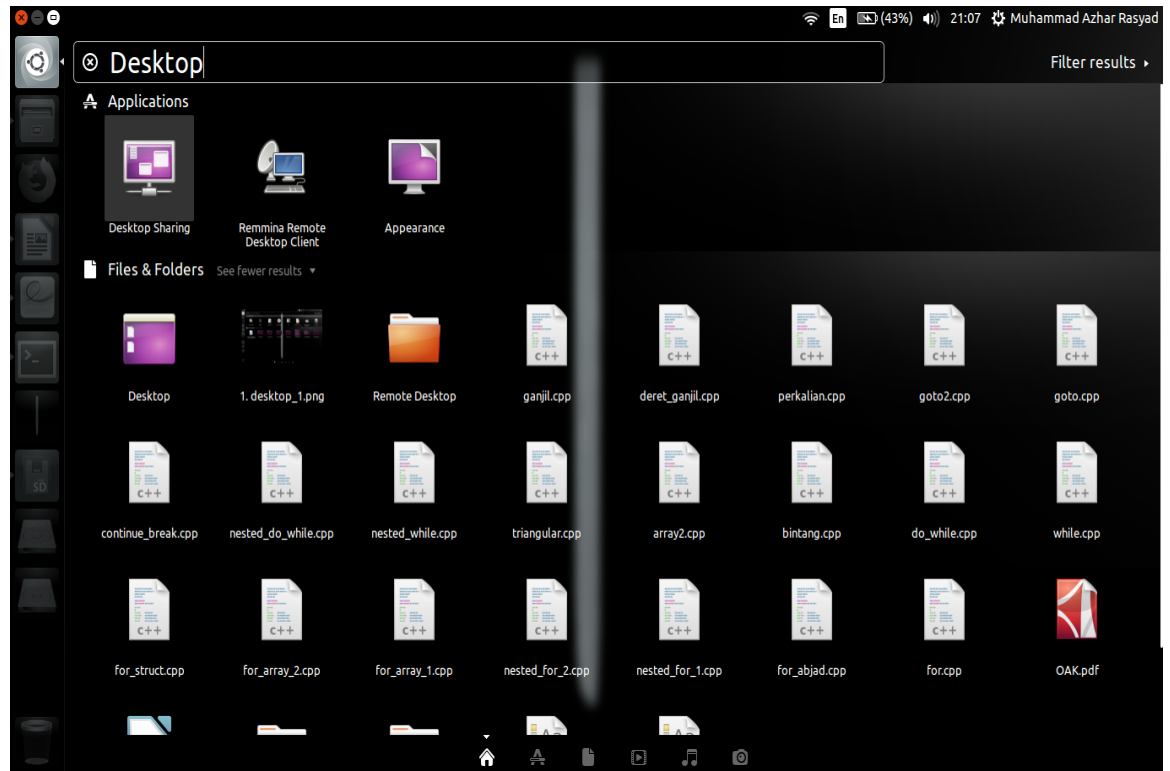 En (43%) 21:07 Muhammad Azhar Rasyad
Desktop
Filter results
Applications
Desktop Sharing
Remmina Remote
Desktop Client
Appearance
Files & Folders See fewer results
Desktop 1. desktop_1.png Remote Desktop ganjil.cpp deret_ganjil.cpp perkalian.cpp goto2.cpp goto.cpp
continue_break.cpp nested_do_while.cpp nested_while.cpp triangular.cpp array2.cpp bintang.cpp do_while.cpp while.cpp
for_struct.cpp for_array_2.cpp for_array_1.cpp nested_for_2.cpp nested_for_1.cpp for_abjad.cpp for.cpp OAK.pdf